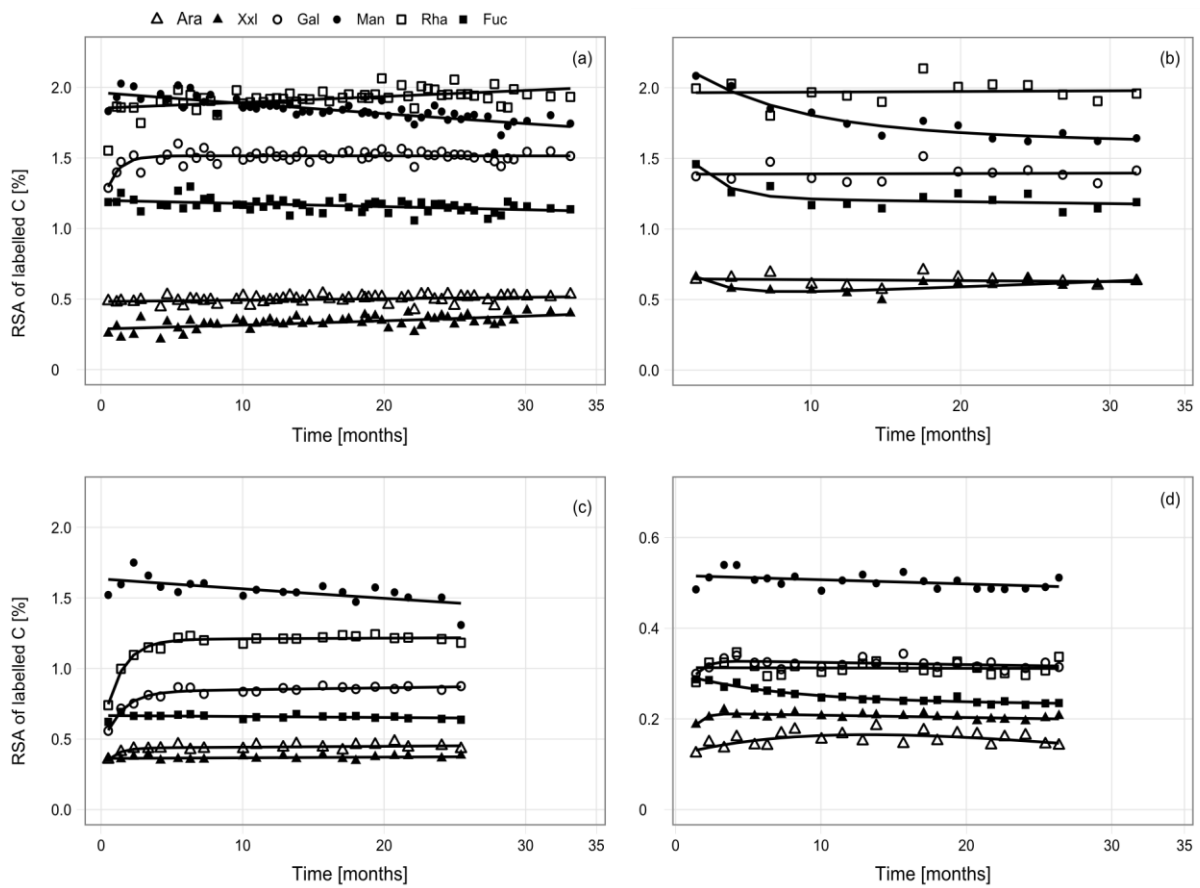 Ara Xxl Gal Man Rha Fuc
(a)
2.0
1.5
1.0
0.5
0
0 10 20 30 35
Time [months]
RSA of labelled C [%]
(b)
2.0
1.5
1.0
0.5
0.0
10 20 30 35
Time [months]
(c)
2.0
1.5
1.0
0.5
0.0
0 10 20 30 35
Time [months]
RSA of labelled C [%]
(d)
0.6
0.4
0.2
0
0 10 20 30 35
Time [months]